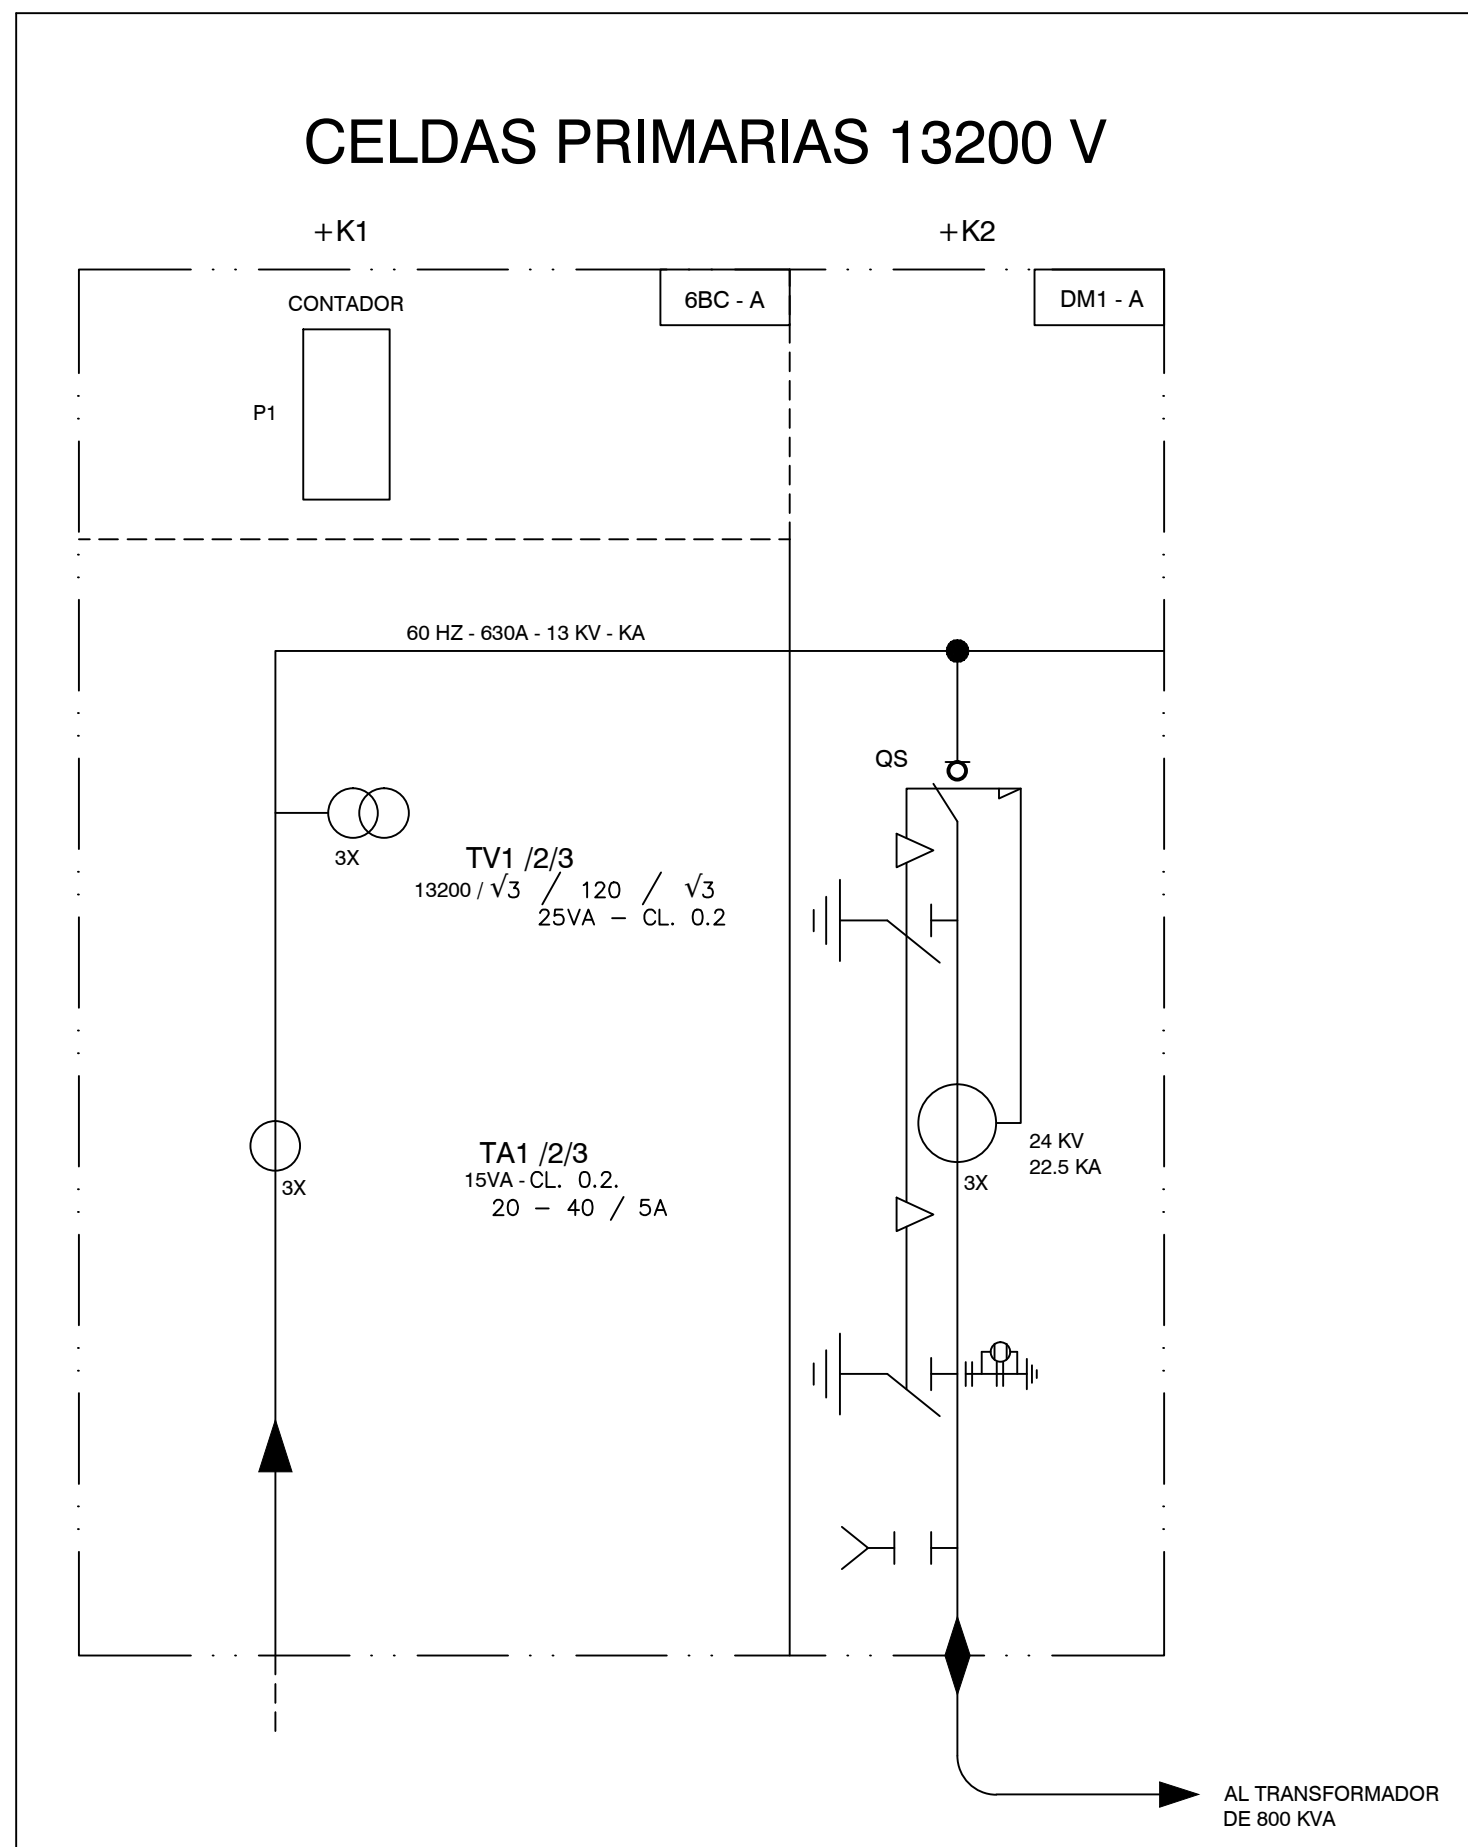 CELDAS PRIMARIAS 13200 V
+K1
+K2
CONTADOR
6BC - A
DM1 - A
P1
60 HZ - 630A - 13 KV - KA
QS
3X
TV1 /2/3
13200 / √3 / 120 / √3
25VA - CL. 0.2
TA1 /2/3
15VA - CL. 0.2.
20 - 40 / 5A
3X
24 KV
22.5 KA
3X
AL TRANSFORMADOR
DE 800 KVA